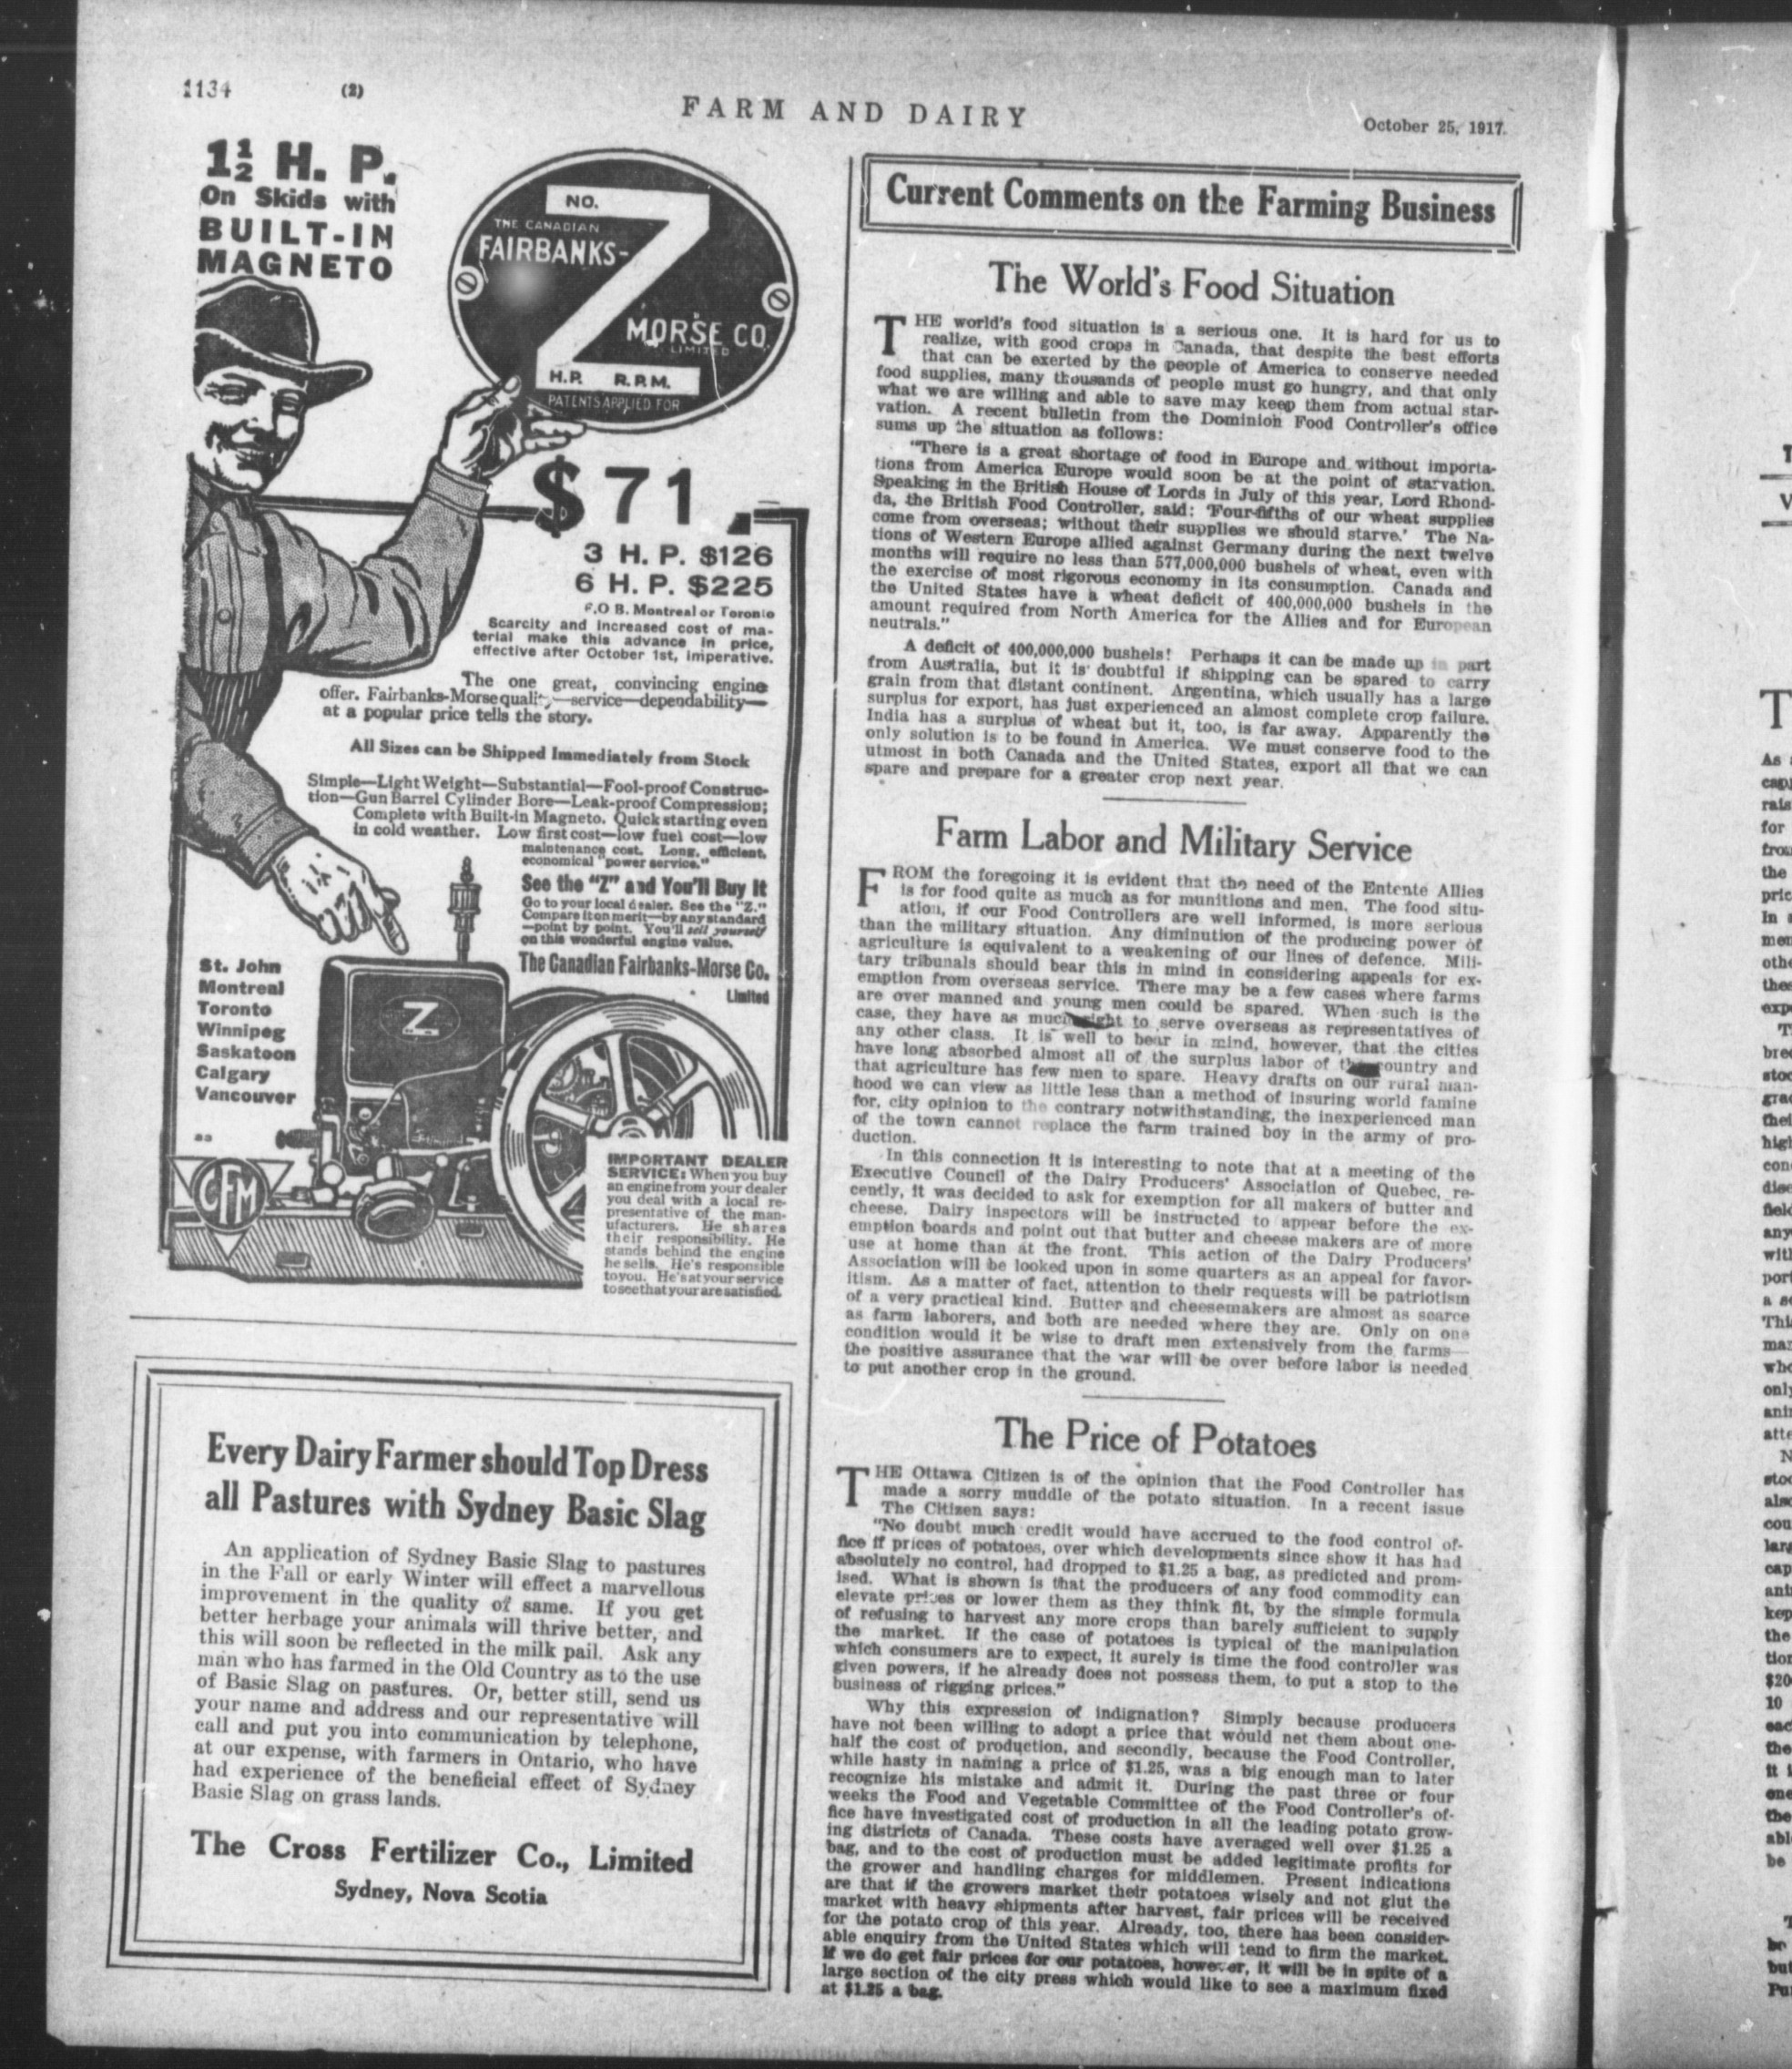 1134
(2)
FARM AND DAIRY
October 25, 1917.
1½ H. P.
On Skids with
BUILT-IN
MAGNETO
NO.
Z
THE CANADIAN
FAIRBANKS-
MORSE CO.
LIMITED
H.P. R.P.M.
PATENTS APPLIED FOR
$71.
3 H. P. $126
6 H. P. $225
F.O B. Montreal or Toronto
Scarcity and increased cost of ma-
terial make this advance in price,
effective after October 1st, imperative.
The one great, convincing engine
offer. Fairbanks-Morse quality—service—dependability—
at a popular price tells the story.
All Sizes can be Shipped Immediately from Stock
Simple—Light Weight—Substantial—Fool-proof Construc-
tion—Gun Barrel Cylinder Bore—Leak-proof Compression;
Complete with Built-in Magneto. Quick starting even
in cold weather. Low first cost—low fuel cost—low
maintenance cost. Long, efficient,
economical "power service."
See the "Z" and You'll Buy It
Go to your local dealer. See the "Z."
Compare it on merit—by any standard
—point by point. You'll sell yourself
on this wonderful engine value.
The Canadian Fairbanks-Morse Co.
Limited
St. John
Montreal
Toronto
Winnipeg
Saskatoon
Calgary
Vancouver
Z
CFM
IMPORTANT DEALER
SERVICE: When you buy
an engine from your dealer
you deal with a local re-
presentative of the man-
ufacturers. He shares
their responsibility. He
stands behind the engine
he sells. He's responsible
to you. He's at your service
to see that your are satisfied.
Every Dairy Farmer should Top Dress
all Pastures with Sydney Basic Slag
An application of Sydney Basic Slag to pastures
in the Fall or early Winter will effect a marvellous
improvement in the quality of same. If you get
better herbage your animals will thrive better, and
this will soon be reflected in the milk pail. Ask any
man who has farmed in the Old Country as to the use
of Basic Slag on pastures. Or, better still, send us
your name and address and our representative will
call and put you into communication by telephone,
at our expense, with farmers in Ontario, who have
had experience of the beneficial effect of Sydney
Basic Slag on grass lands.
The Cross Fertilizer Co., Limited
Sydney, Nova Scotia
Current Comments on the Farming Business
The World's Food Situation
THE world's food situation is a serious one. It is hard for us to
realize, with good crops in Canada, that despite the best efforts
that can be exerted by the people of America to conserve needed
food supplies, many thousands of people must go hungry, and that only
what we are willing and able to save may keep them from actual star-
vation. A recent bulletin from the Dominion Food Controller's office
sums up the situation as follows:
"There is a great shortage of food in Europe and without importa-
tions from America Europe would soon be at the point of starvation.
Speaking in the British House of Lords in July of this year, Lord Rhond-
da, the British Food Controller, said: 'Four-fifths of our wheat supplies
come from overseas; without their supplies we should starve.' The Na-
tions of Western Europe allied against Germany during the next twelve
months will require no less than 577,000,000 bushels of wheat, even with
the exercise of most rigorous economy in its consumption. Canada and
the United States have a wheat deficit of 400,000,000 bushels in the
amount required from North America for the Allies and for European
neutrals."
A deficit of 400,000,000 bushels! Perhaps it can be made up in part
from Australia, but it is doubtful if shipping can be spared to carry
grain from that distant continent. Argentina, which usually has a large
surplus for export, has just experienced an almost complete crop failure.
India has a surplus of wheat but it, too, is far away. Apparently the
only solution is to be found in America. We must conserve food to the
utmost in both Canada and the United States, export all that we can
spare and prepare for a greater crop next year.
Farm Labor and Military Service
FROM the foregoing it is evident that the need of the Entente Allies
is for food quite as much as for munitions and men. The food situ-
ation, if our Food Controllers are well informed, is more serious
than the military situation. Any diminution of the producing power of
agriculture is equivalent to a weakening of our lines of defence. Mili-
tary tribunals should bear this in mind in considering appeals for ex-
emption from overseas service. There may be a few cases where farms
are over manned and young men could be spared. When such is the
case, they have as much right to serve overseas as representatives of
any other class. It is well to bear in mind, however, that the cities
have long absorbed almost all of the surplus labor of the country and
that agriculture has few men to spare. Heavy drafts on our rural man-
hood we can view as little less than a method of insuring world famine
for, city opinion to the contrary notwithstanding, the inexperienced man
of the town cannot replace the farm trained boy in the army of pro-
duction.
In this connection it is interesting to note that at a meeting of the
Executive Council of the Dairy Producers' Association of Quebec, re-
cently, it was decided to ask for exemption for all makers of butter and
cheese. Dairy inspectors will be instructed to appear before the ex-
emption boards and point out that butter and cheese makers are of more
use at home than at the front. This action of the Dairy Producers'
Association will be looked upon in some quarters as an appeal for favor-
itism. As a matter of fact, attention to their requests will be patriotism
of a very practical kind. Butter and cheesemakers are almost as scarce
as farm laborers, and both are needed where they are. Only on one
condition would it be wise to draft men extensively from the farms—
the positive assurance that the war will be over before labor is needed
to put another crop in the ground.
The Price of Potatoes
THE Ottawa Citizen is of the opinion that the Food Controller has
made a sorry muddle of the potato situation. In a recent issue
The Citizen says:
"No doubt much credit would have accrued to the food control of-
fice if prices of potatoes, over which developments since show it has had
absolutely no control, had dropped to $1.25 a bag, as predicted and prom-
ised. What is shown is that the producers of any food commodity can
elevate prices or lower them as they think fit, by the simple formula
of refusing to harvest any more crops than barely sufficient to supply
the market. If the case of potatoes is typical of the manipulation
which consumers are to expect, it surely is time the food controller was
given powers, if he already does not possess them, to put a stop to the
business of rigging prices."
Why this expression of indignation? Simply because producers
have not been willing to adopt a price that would net them about one-
half the cost of production, and secondly, because the Food Controller,
while hasty in naming a price of $1.25, was a big enough man to later
recognize his mistake and admit it. During the past three or four
weeks the Food and Vegetable Committee of the Food Controller's of-
fice have investigated cost of production in all the leading potato grow-
ing districts of Canada. These costs have averaged well over $1.25 a
bag, and to the cost of production must be added legitimate profits for
the grower and handling charges for middlemen. Present indications
are that if the growers market their potatoes wisely and not glut the
market with heavy shipments after harvest, fair prices will be received
for the potato crop of this year. Already, too, there has been consider-
able enquiry from the United States which will tend to firm the market.
If we do get fair prices for our potatoes, however, it will be in spite of a
large section of the city press which would like to see a maximum fixed
at $1.25 a bag.